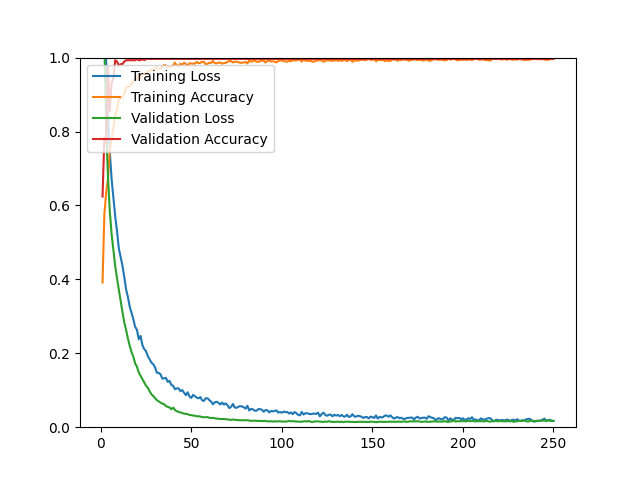 1.0
0.8
0.6
0.4
0.2
0.0
Training Loss
Training Accuracy
Validation Loss
Validation Accuracy
0 50 100 150 200 250